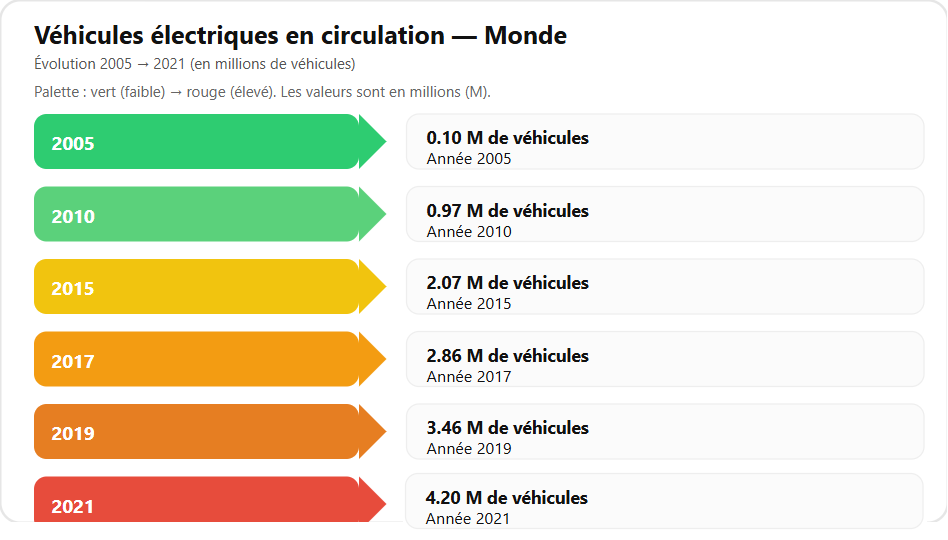 Véhicules électriques en circulation — Monde
Évolution 2005 → 2021 (en millions de véhicules)
Palette : vert (faible) → rouge (élevé). Les valeurs sont en millions (M).
2005
0.10 M de véhicules
Année 2005
2010
0.97 M de véhicules
Année 2010
2015
2.07 M de véhicules
Année 2015
2017
2.86 M de véhicules
Année 2017
2019
3.46 M de véhicules
Année 2019
2021
4.20 M de véhicules
Année 2021